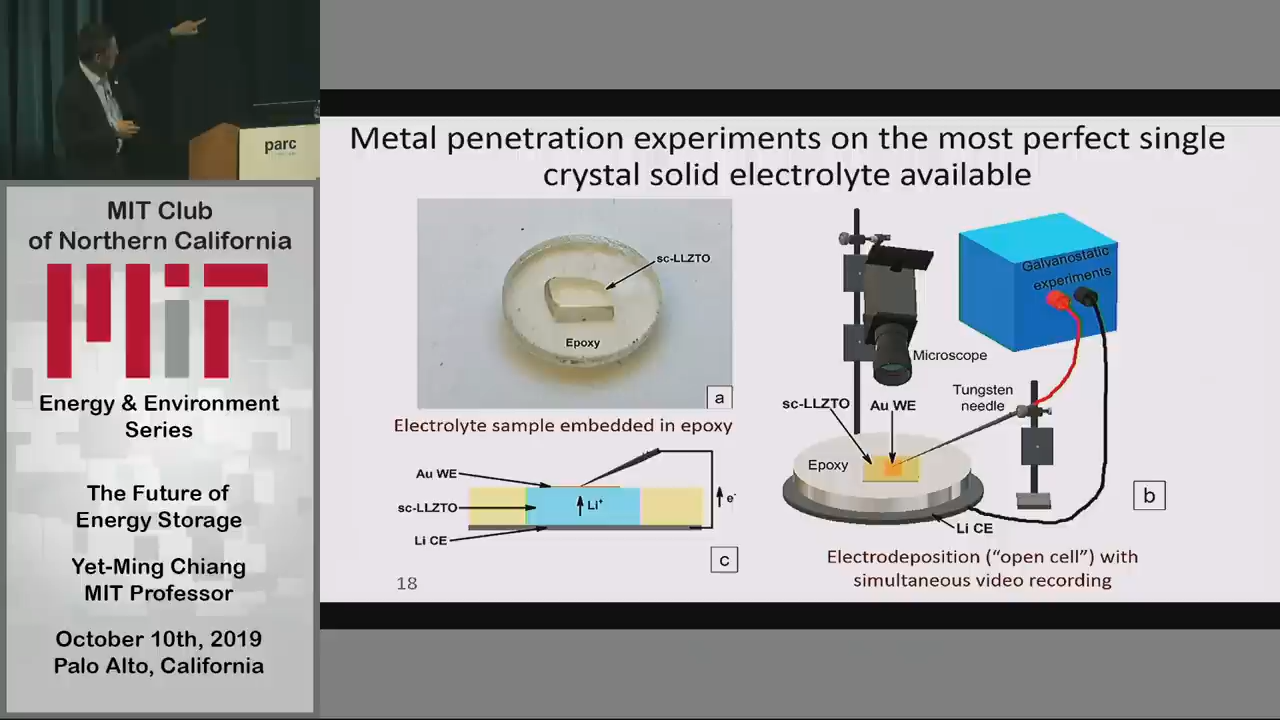 parc
MIT Club
of Northern California
MIT
Energy & Environment
Series
The Future of
Energy Storage
Yet-Ming Chiang
MIT Professor
October 10th, 2019
Palo Alto, California
Metal penetration experiments on the most perfect single
crystal solid electrolyte available
sc-LLZTO
Epoxy
a
Electrolyte sample embedded in epoxy
Au WE
sc-LLZTO
Li CE
Li⁺
e⁻
c
18
Galvanostatic
experiments
Microscope
Tungsten
needle
sc-LLZTO
Au WE
Epoxy
Li CE
b
Electrodeposition (“open cell”) with
simultaneous video recording